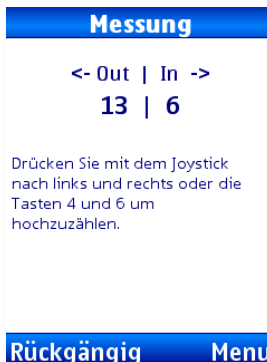 Messung
<- Out | In ->
13 | 6
Drücken Sie mit dem Joystick
nach links und rechts oder die
Tasten 4 und 6 um
hochzuzählen.
Rückgängig Menu